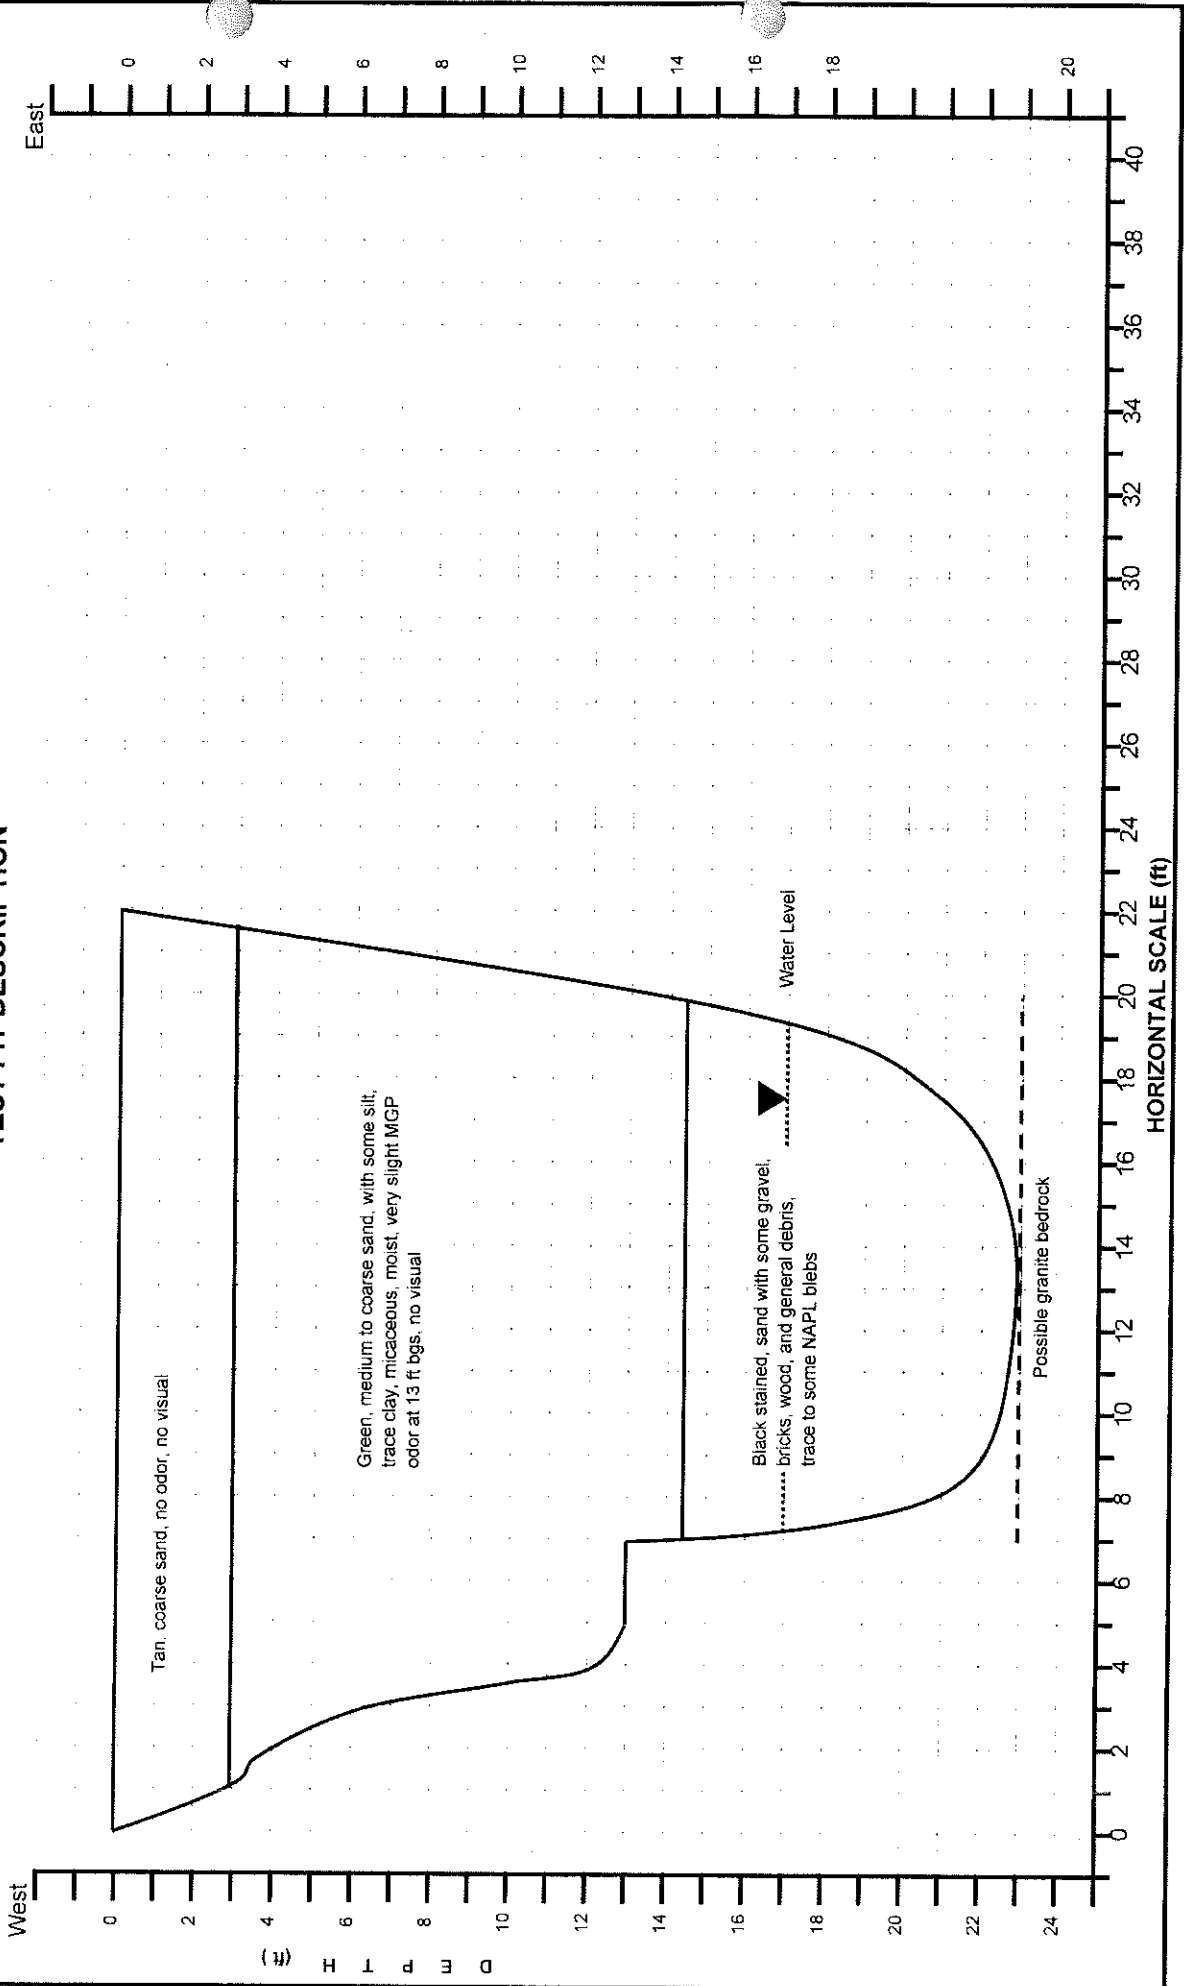 West
East
0
2
4
6
8
10
12
14
16
18
20
22
24
DEPTH
(ft)
0
2
4
6
8
10
12
14
16
18
20
Tan, coarse sand, no odor, no visual
Green, medium to coarse sand, with some silt,
trace clay, micaceous, moist, very slight MGP
odor at 13 ft bgs, no visual
Black stained, sand with some gravel,
bricks, wood, and general debris,
trace to some NAPL blebs
Water Level
Possible granite bedrock
0 2 4 6 8 10 12 14 16 18 20 22 24 26 28 30 32 34 36 38 40
HORIZONTAL SCALE (ft)